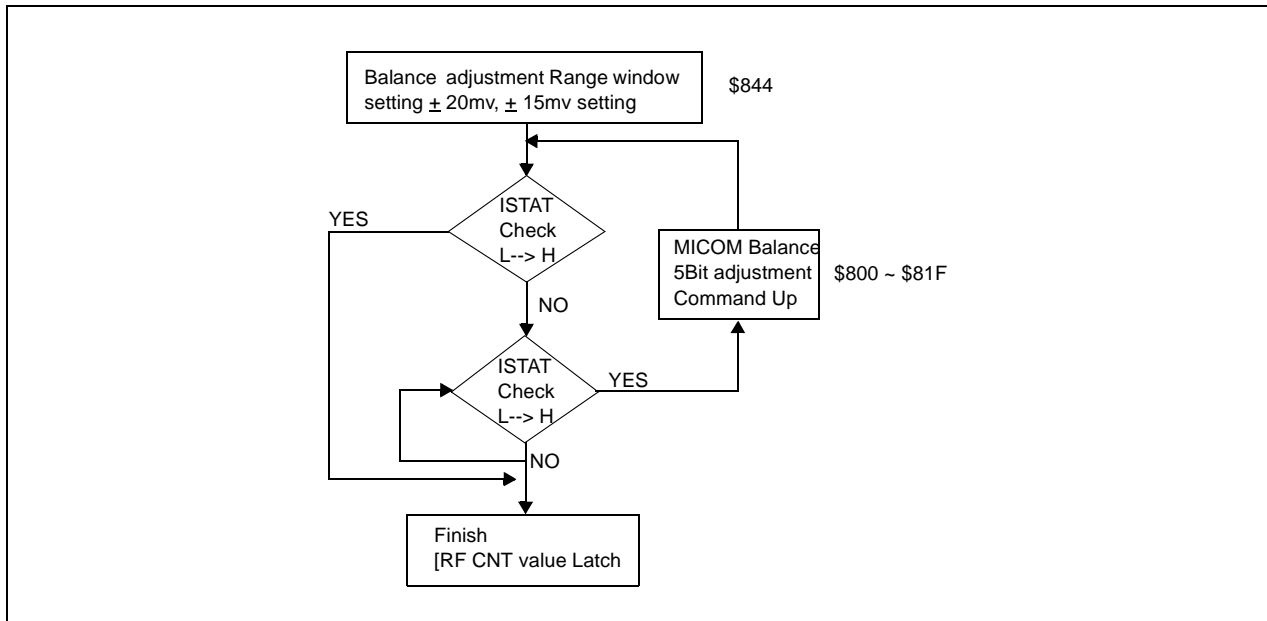 Balance adjustment Range window
setting ± 20mv, ± 15mv setting
$844
ISTAT
Check
L--> H
YES
NO
MICOM Balance
5Bit adjustment
Command Up
$800 ~ $81F
ISTAT
Check
L--> H
YES
NO
Finish
[RF CNT value Latch